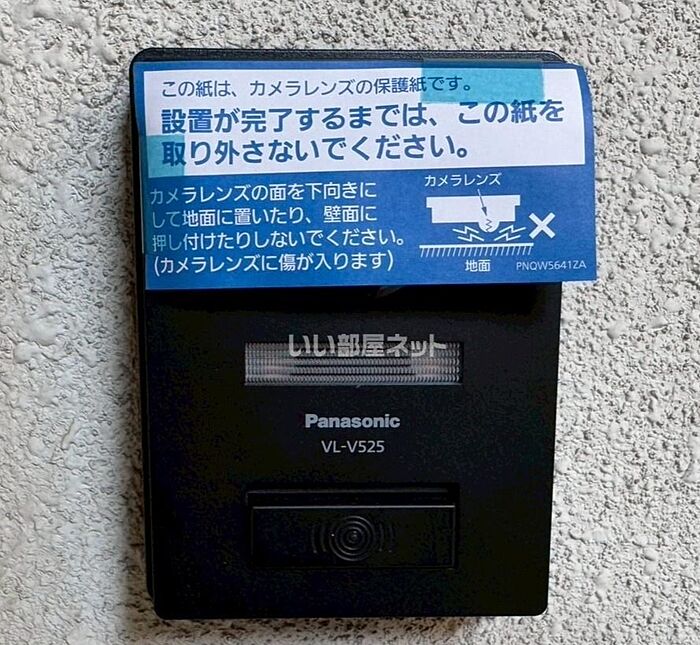 この紙は、カメラレンズの保護紙です。
設置が完了するまでは、この紙を
取り外さないでください。
カメラレンズの面を下向きに
して地面に置いたり、壁面に
押し付けたりしないでください。
(カメラレンズに傷が入ります)
カメラレンズ
地面
PNQW5641ZA
いい部屋ネット
Panasonic
VL-V525